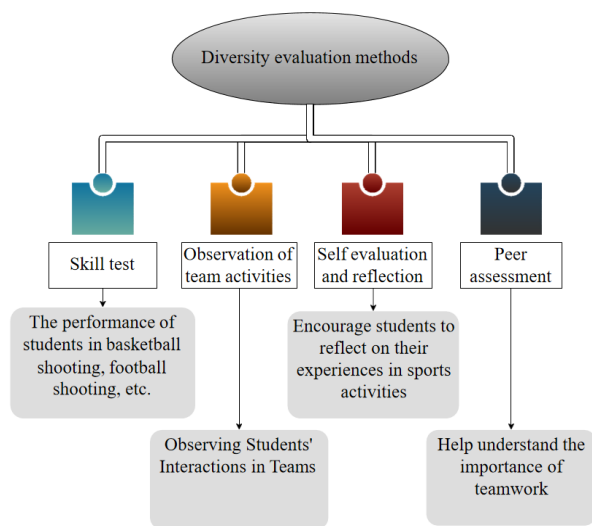 Diversity evaluation methods
Skill test
Observation of
team activities
Self evaluation
and reflection
Peer
assessment
The performance of
students in basketball
shooting, football
shooting, etc.
Encourage students to
reflect on their
experiences in sports
activities
Observing Students'
Interactions in Teams
Help understand the
importance of
teamwork